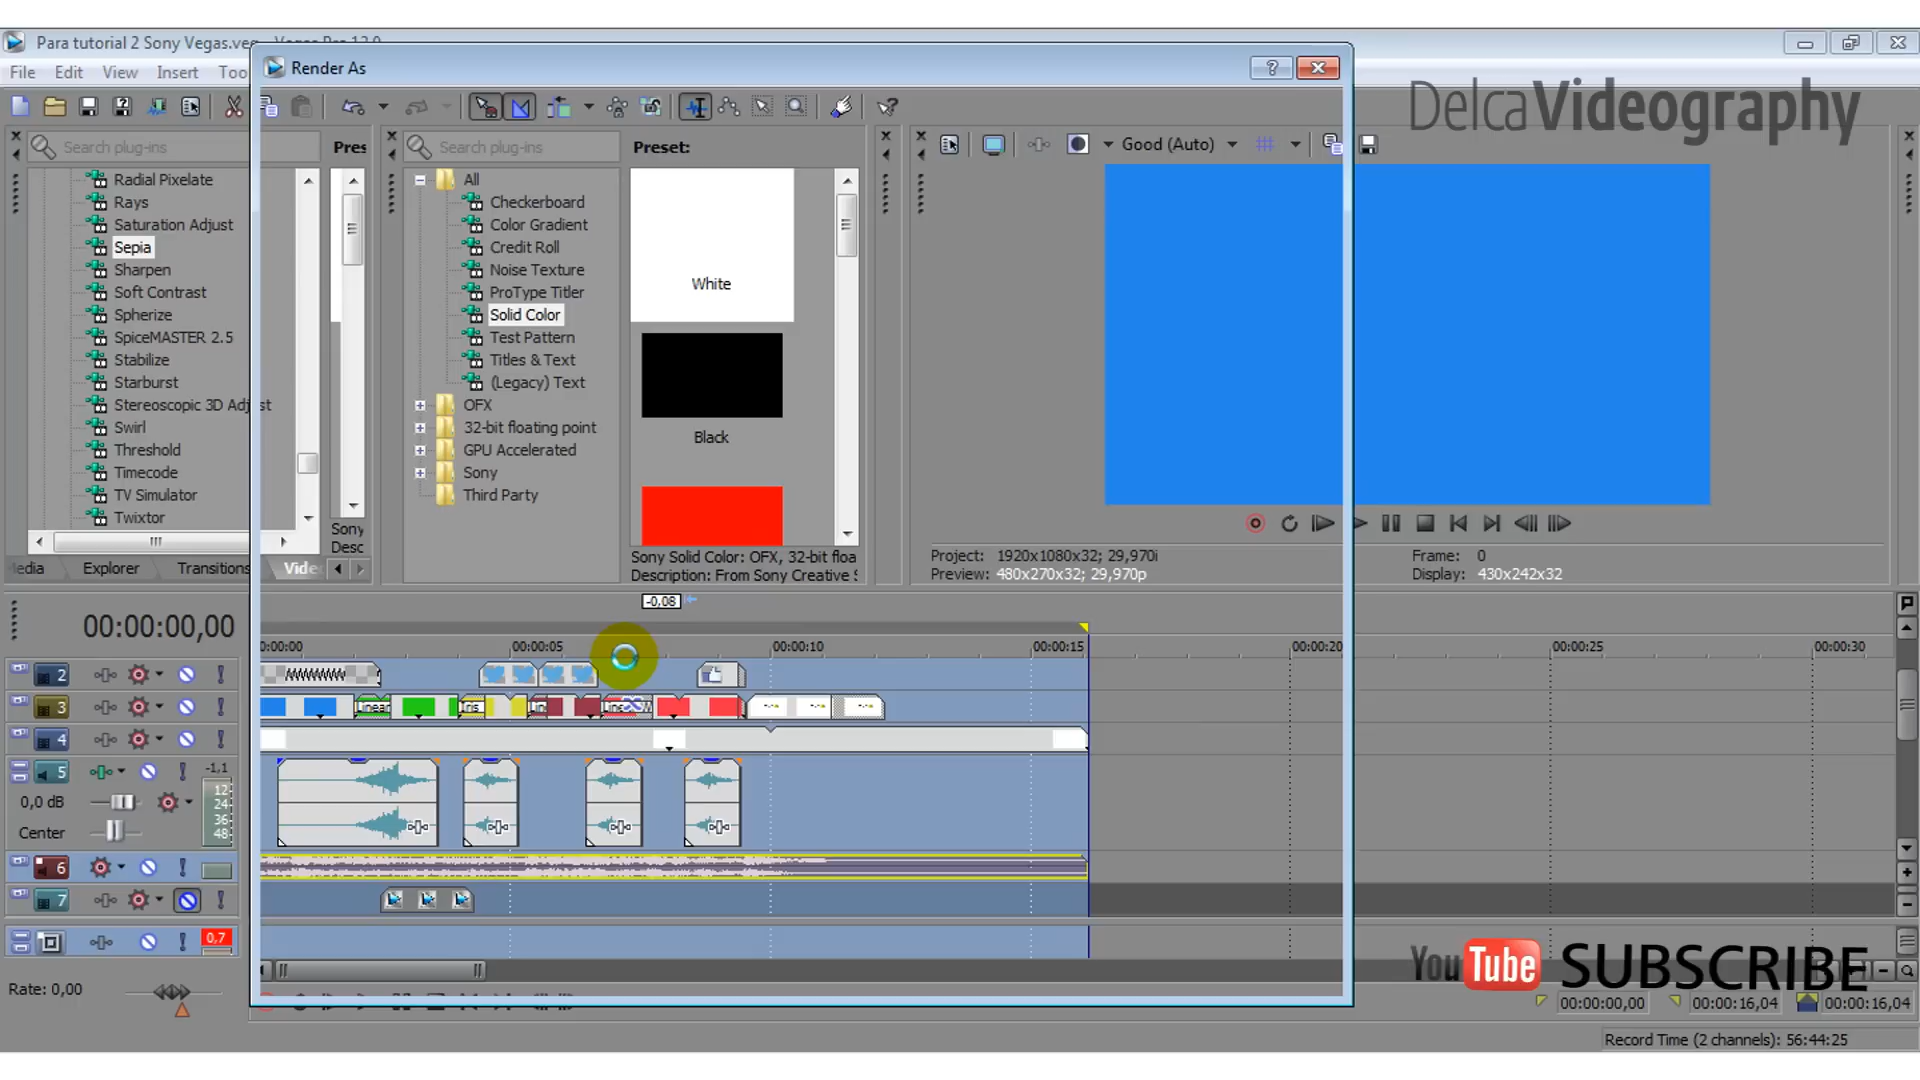 Para tutorial 2 Sony Vegas.veg
Render As
DelcaVideography
File Edit View Insert Too
Search plug-ins
Pres
Search plug-ins
Preset:
Good (Auto)
Radial Pixelate
Rays
Saturation Adjust
Sepia
Sharpen
Soft Contrast
Spherize
SpiceMASTER 2.5
Stabilize
Starburst
Stereoscopic 3D Adj st
Swirl
Threshold
Timecode
TV Simulator
Twixtor
All
Checkerboard
Color Gradient
Credit Roll
Noise Texture
ProType Titler
Solid Color
Test Pattern
Titles & Text
(Legacy) Text
OFX
32-bit floating point
GPU Accelerated
Sony
Third Party
White
Black
Sony
Desc
Sony Solid Color: OFX, 32-bit floa
Description: From Sony Creative S
Project: 1920x1080x32; 29,970i
Preview: 480x270x32; 29,970p
Frame: 0
Display: 430x242x32
edia Explorer Transitions Vide
-0,08
00:00:00,00
0:00:00 00:00:05 00:00:10 00:00:15 00:00:20 00:00:25 00:00:30
2
3
Linear
Iris
4
5
-1,1
12
24
36
48
0,0 dB
Center
6
7
0,7
Rate: 0,00
YouTube SUBSCRIBE
00:00:00,00 00:00:16,04 00:00:16,04
Record Time (2 channels): 56:44:25